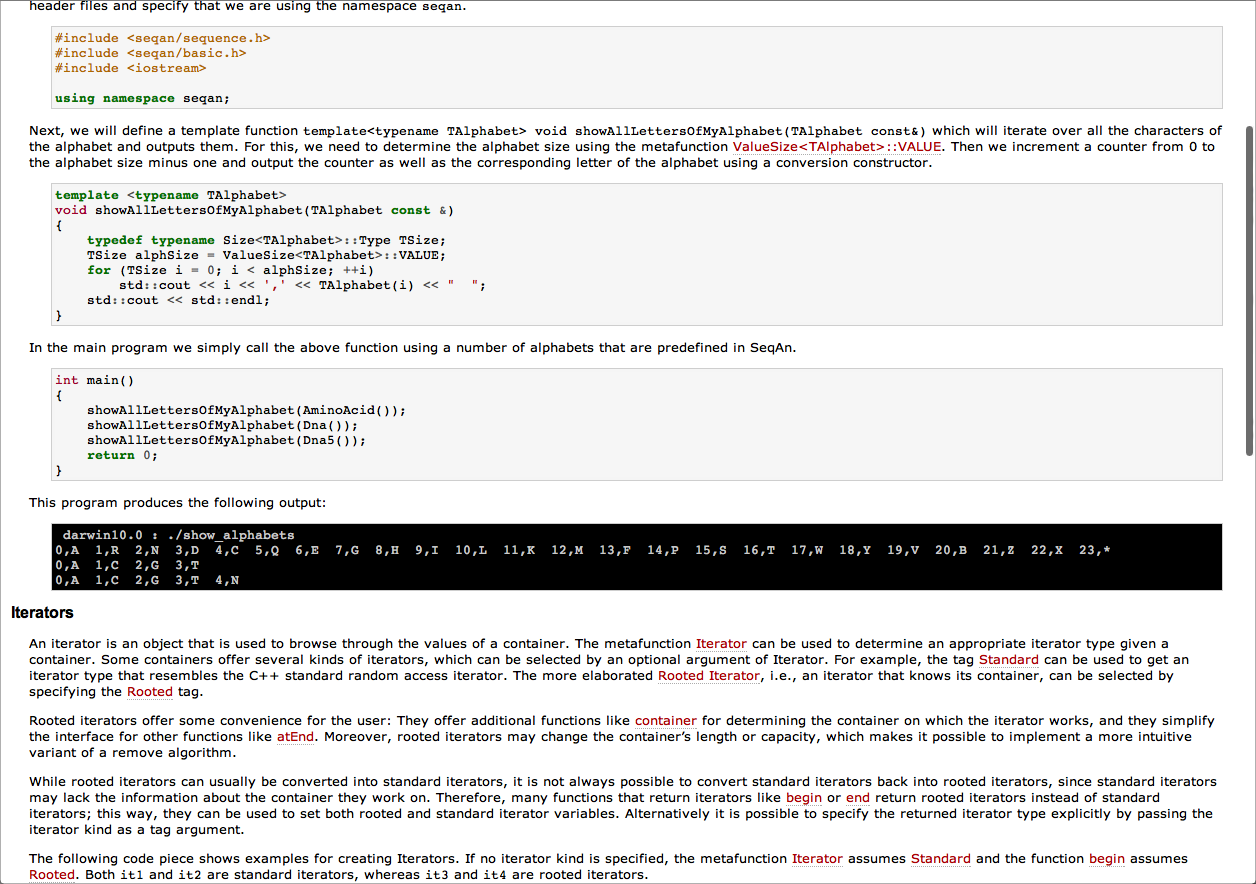 header files and specify that we are using the namespace seqan.
#include <seqan/sequence.h>
#include <seqan/basic.h>
#include <iostream>
using namespace seqan;
Next, we will define a template function template<typename TAlphabet> void showAllLettersOfMyAlphabet(TAlphabet const&) which will iterate over all the characters of
the alphabet and outputs them. For this, we need to determine the alphabet size using the metafunction ValueSize<TAlphabet>::VALUE. Then we increment a counter from 0 to
the alphabet size minus one and output the counter as well as the corresponding letter of the alphabet using a conversion constructor.
template <typename TAlphabet>
void showAllLettersOfMyAlphabet(TAlphabet const &)
{
    typedef typename Size<TAlphabet>::Type TSize;
    TSize alphSize = ValueSize<TAlphabet>::VALUE;
    for (TSize i = 0; i < alphSize; ++i)
        std::cout << i << ',' << TAlphabet(i) << "  ";
    std::cout << std::endl;
}
In the main program we simply call the above function using a number of alphabets that are predefined in SeqAn.
int main()
{
    showAllLettersOfMyAlphabet(AminoAcid());
    showAllLettersOfMyAlphabet(Dna());
    showAllLettersOfMyAlphabet(Dna5());
    return 0;
}
This program produces the following output:
darwin10.0 : ./show_alphabets
0,A  1,R  2,N  3,D  4,C  5,Q  6,E  7,G  8,H  9,I  10,L  11,K  12,M  13,F  14,P  15,S  16,T  17,W  18,Y  19,V  20,B  21,Z  22,X  23,*
0,A  1,C  2,G  3,T
0,A  1,C  2,G  3,T  4,N
Iterators
An iterator is an object that is used to browse through the values of a container. The metafunction Iterator can be used to determine an appropriate iterator type given a
container. Some containers offer several kinds of iterators, which can be selected by an optional argument of Iterator. For example, the tag Standard can be used to get an
iterator type that resembles the C++ standard random access iterator. The more elaborated Rooted Iterator, i.e., an iterator that knows its container, can be selected by
specifying the Rooted tag.
Rooted iterators offer some convenience for the user: They offer additional functions like container for determining the container on which the iterator works, and they simplify
the interface for other functions like atEnd. Moreover, rooted iterators may change the container’s length or capacity, which makes it possible to implement a more intuitive
variant of a remove algorithm.
While rooted iterators can usually be converted into standard iterators, it is not always possible to convert standard iterators back into rooted iterators, since standard iterators
may lack the information about the container they work on. Therefore, many functions that return iterators like begin or end return rooted iterators instead of standard
iterators; this way, they can be used to set both rooted and standard iterator variables. Alternatively it is possible to specify the returned iterator type explicitly by passing the
iterator kind as a tag argument.
The following code piece shows examples for creating Iterators. If no iterator kind is specified, the metafunction Iterator assumes Standard and the function begin assumes
Rooted. Both it1 and it2 are standard iterators, whereas it3 and it4 are rooted iterators.